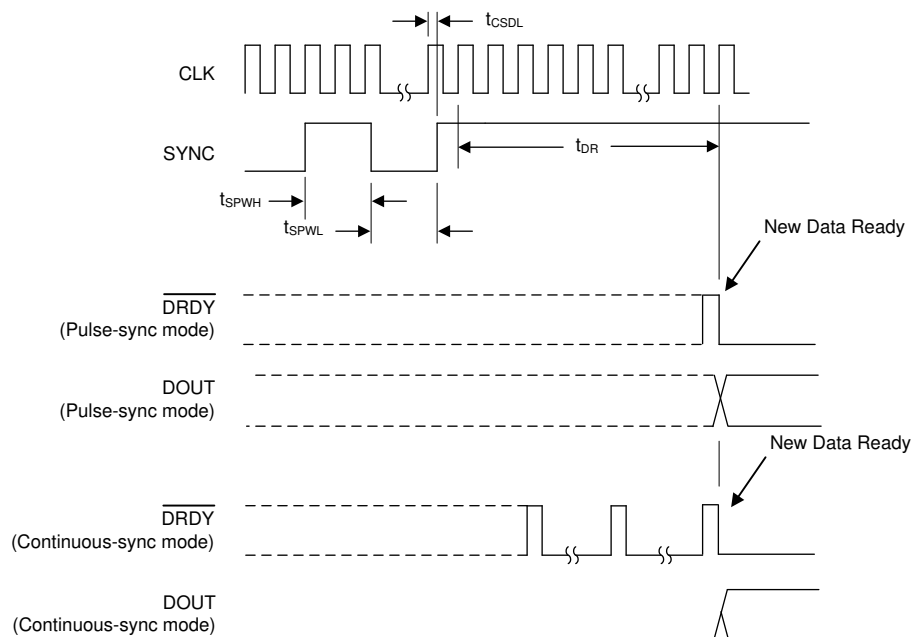 tCSDL
CLK
SYNC
tDR
tSPWH
tSPWL
New Data Ready
DRDY
(Pulse-sync mode)
DOUT
(Pulse-sync mode)
New Data Ready
DRDY
(Continuous-sync mode)
DOUT
(Continuous-sync mode)